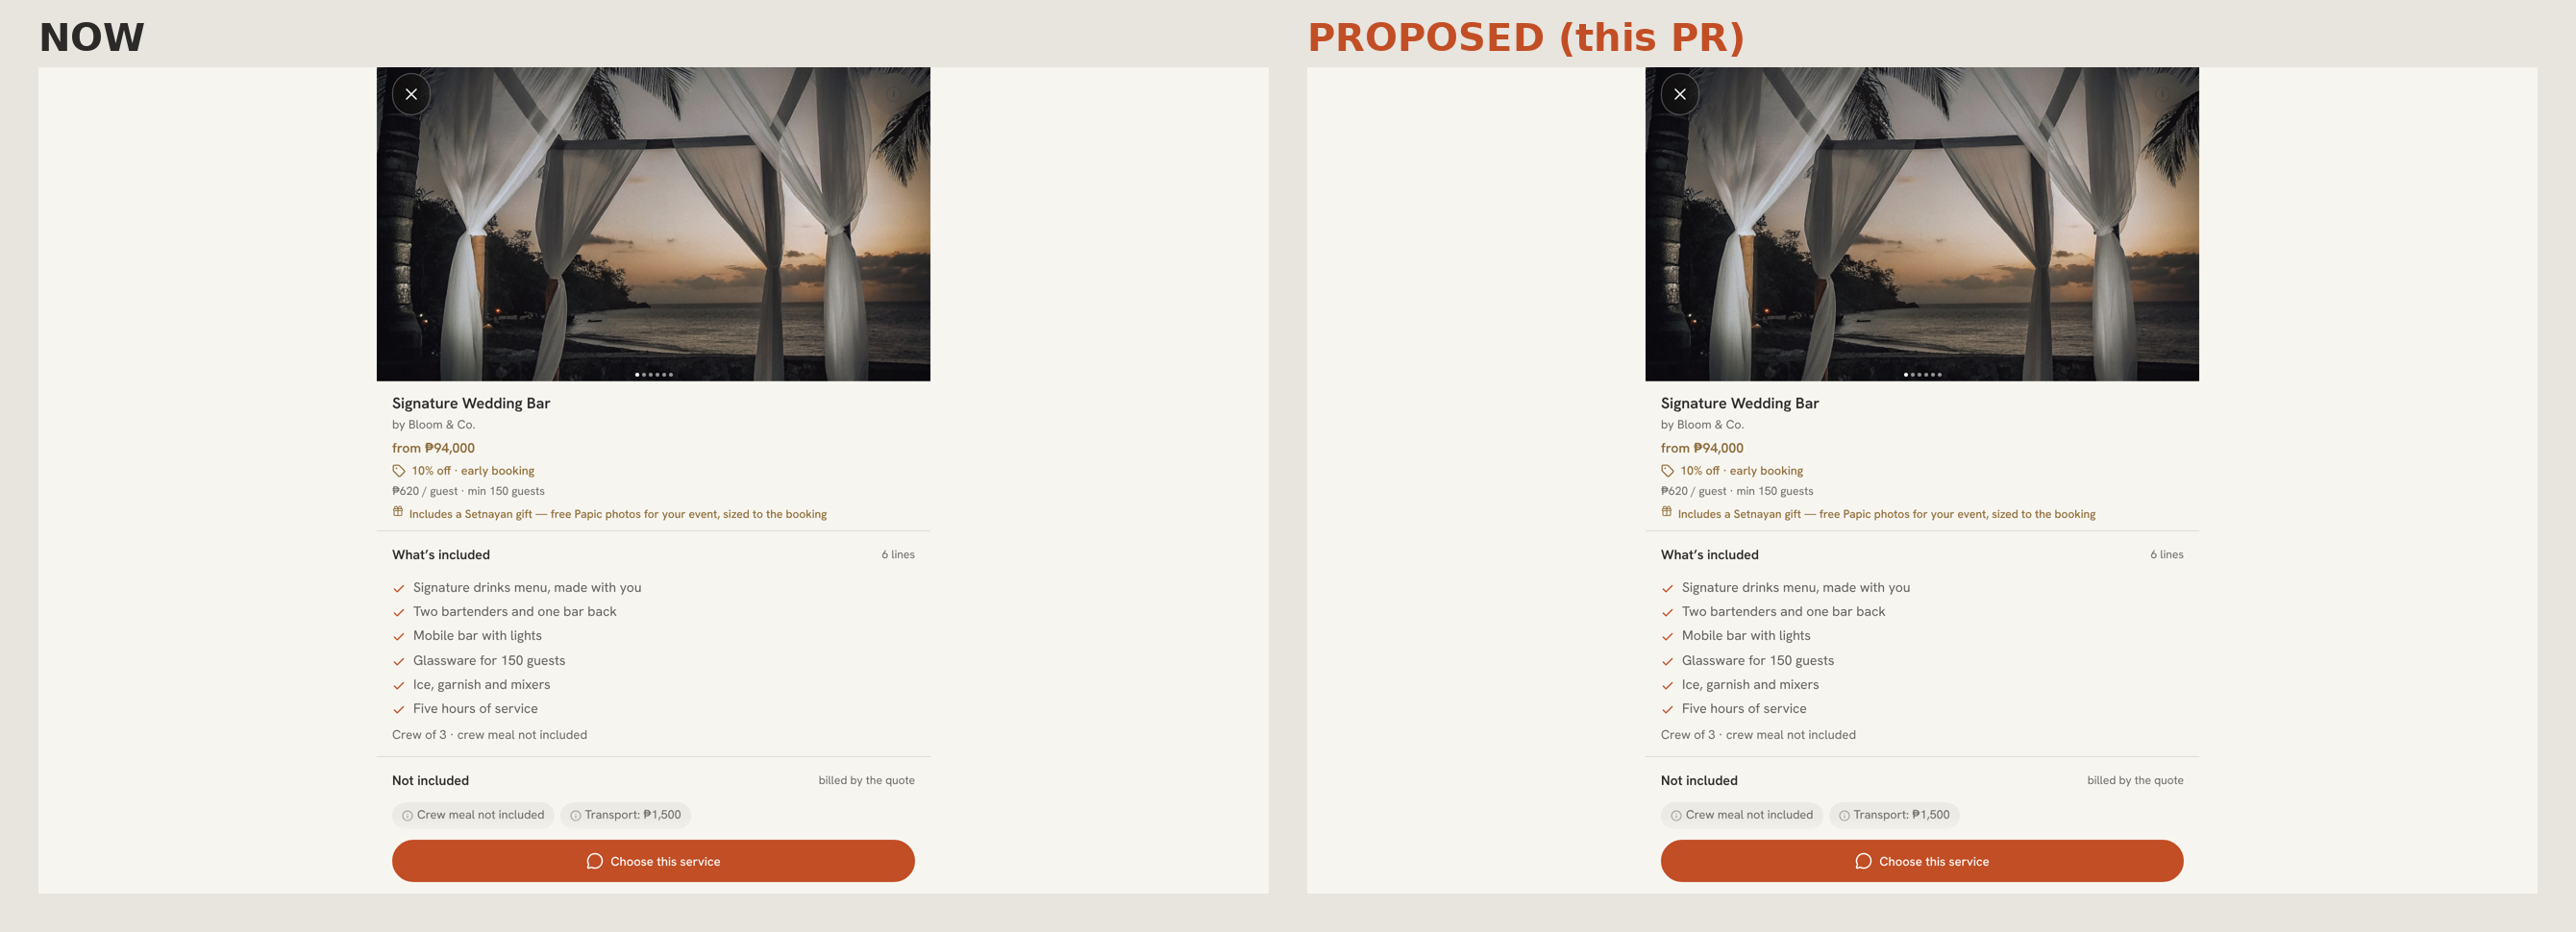 NOW
Signature Wedding Bar
by Bloom & Co.
from ₱94,000
10% off · early booking
₱620 / guest · min 150 guests
Includes a Setnayan gift — free Papic photos for your event, sized to the booking
What’s included
6 lines
Signature drinks menu, made with you
Two bartenders and one bar back
Mobile bar with lights
Glassware for 150 guests
Ice, garnish and mixers
Five hours of service
Crew of 3 · crew meal not included
Not included
billed by the quote
Crew meal not included
Transport: ₱1,500
Choose this service
PROPOSED (this PR)
Signature Wedding Bar
by Bloom & Co.
from ₱94,000
10% off · early booking
₱620 / guest · min 150 guests
Includes a Setnayan gift — free Papic photos for your event, sized to the booking
What’s included
6 lines
Signature drinks menu, made with you
Two bartenders and one bar back
Mobile bar with lights
Glassware for 150 guests
Ice, garnish and mixers
Five hours of service
Crew of 3 · crew meal not included
Not included
billed by the quote
Crew meal not included
Transport: ₱1,500
Choose this service